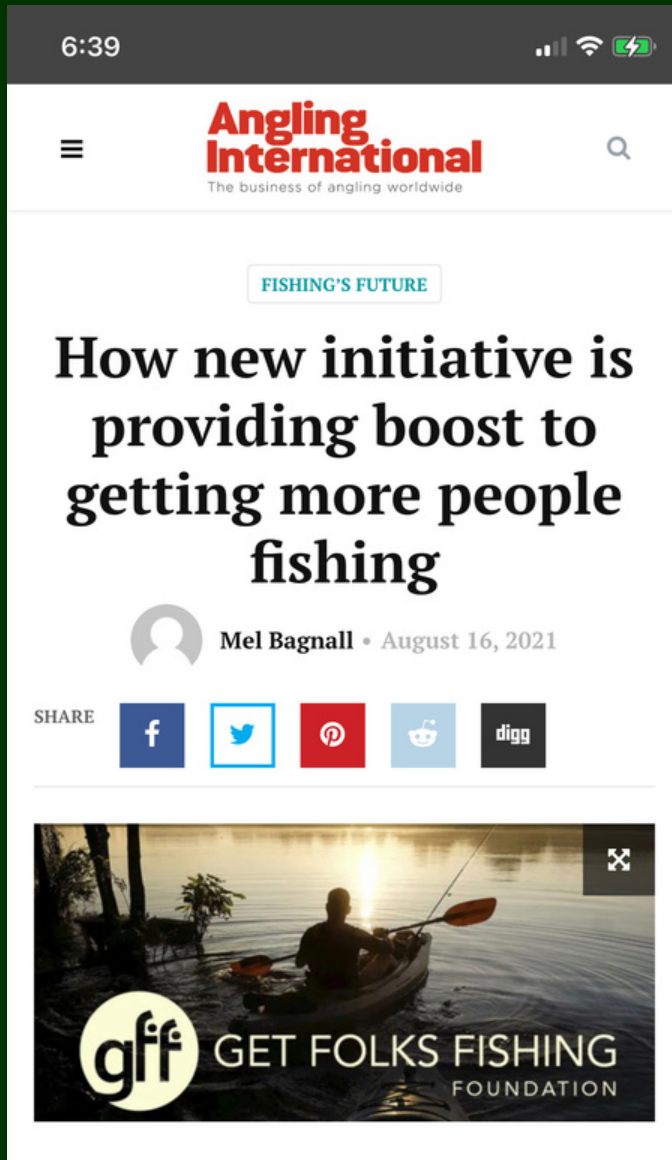 6:39
Angling
International
The business of angling worldwide
FISHING'S FUTURE
How new initiative is
providing boost to
getting more people
fishing
Mel Bagnall • August 16, 2021
SHARE
f
digg
gff GET FOLKS FISHING
FOUNDATION